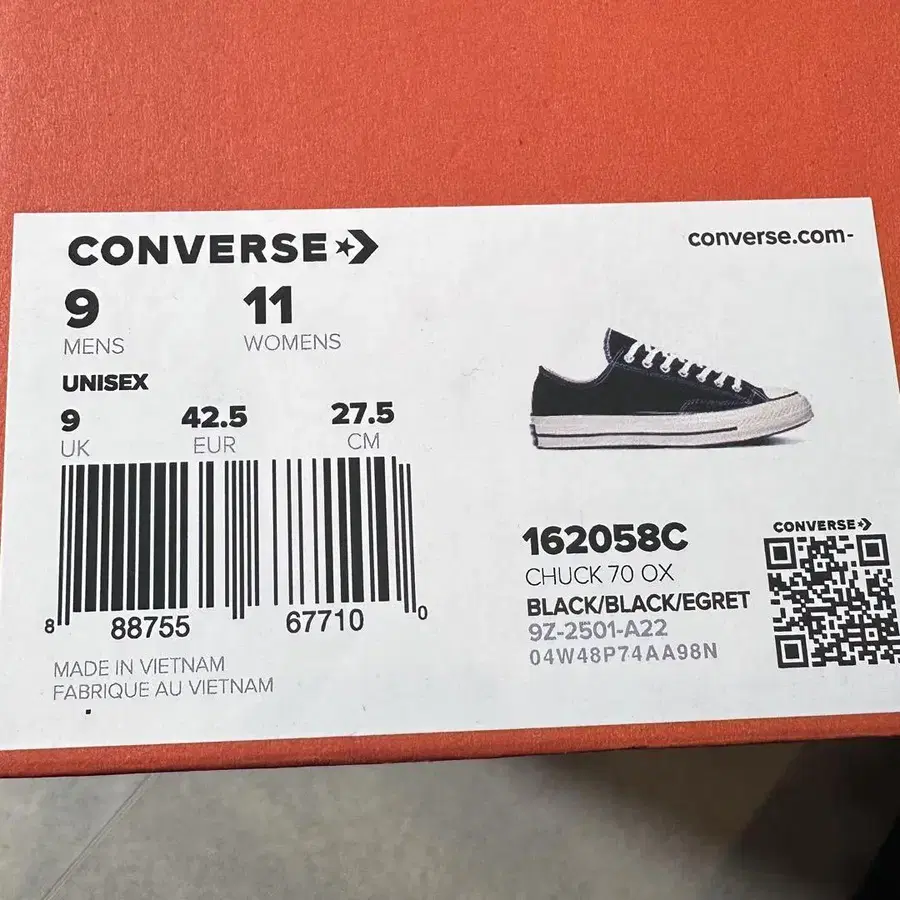 CONVERSE
converse.com-
9 11
MENS WOMENS
UNISEX
9 42.5 27.5
UK EUR CM
8 88755 67710 0
MADE IN VIETNAM
FABRIQUE AU VIETNAM
162058C
CHUCK 70 OX
BLACK/BLACK/EGRET
9Z-2501-A22
04W48P74AA98N
CONVERSE